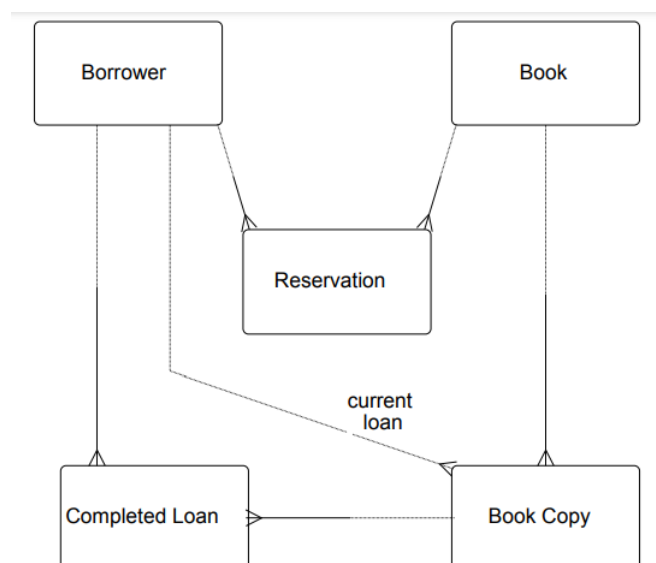 Borrower
Book
Reservation
current
loan
Completed Loan
Book Copy